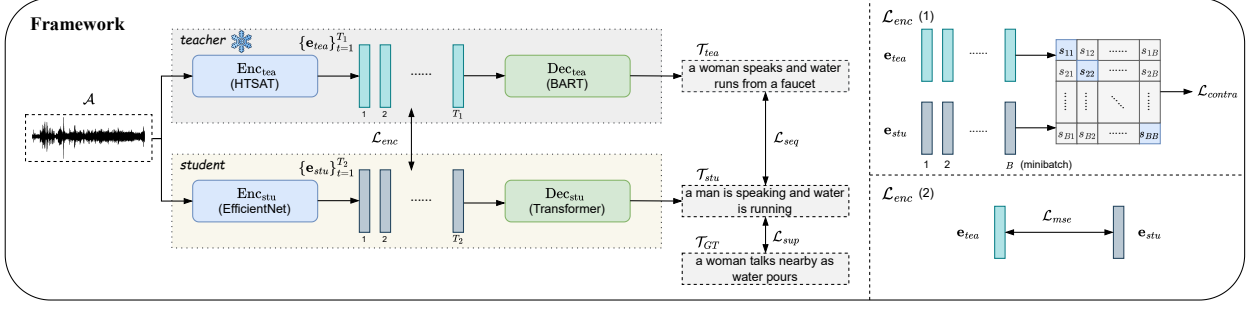 Framework
𝒜
teacher
Enc_tea
(HTSAT)
{e_tea}_{t=1}^{T_1}
1 2 ...... T_1
Dec_tea
(BART)
𝒯_tea
a woman speaks and water
runs from a faucet
ℒ_enc
ℒ_seq
student
Enc_stu
(EfficientNet)
{e_stu}_{t=1}^{T_2}
1 2 ...... T_2
Dec_stu
(Transformer)
𝒯_stu
a man is speaking and water
is running
𝒯_GT
ℒ_sup
a woman talks nearby as
water pours
ℒ_enc (1)
e_tea ......
e_stu ......
1 2 B (minibatch)
s_11 s_12 ...... s_1B
s_21 s_22 ...... s_2B
s_B1 s_B2 ...... s_BB
ℒ_contra
ℒ_enc (2)
e_tea ℒ_mse e_stu